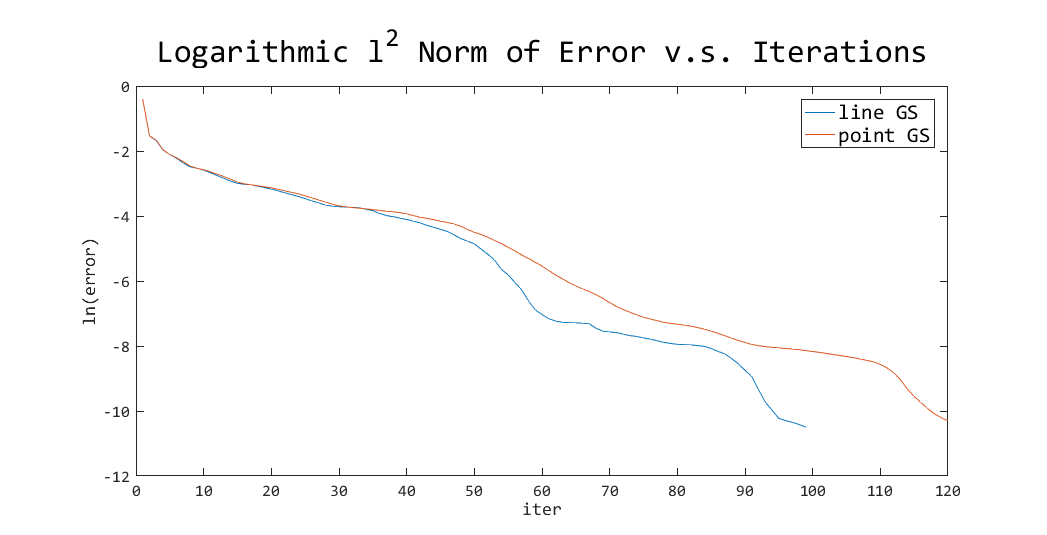 Logarithmic l² Norm of Error v.s. Iterations
line GS
point GS
ln(error)
0
-2
-4
-6
-8
-10
-12
0 10 20 30 40 50 60 70 80 90 100 110 120
iter